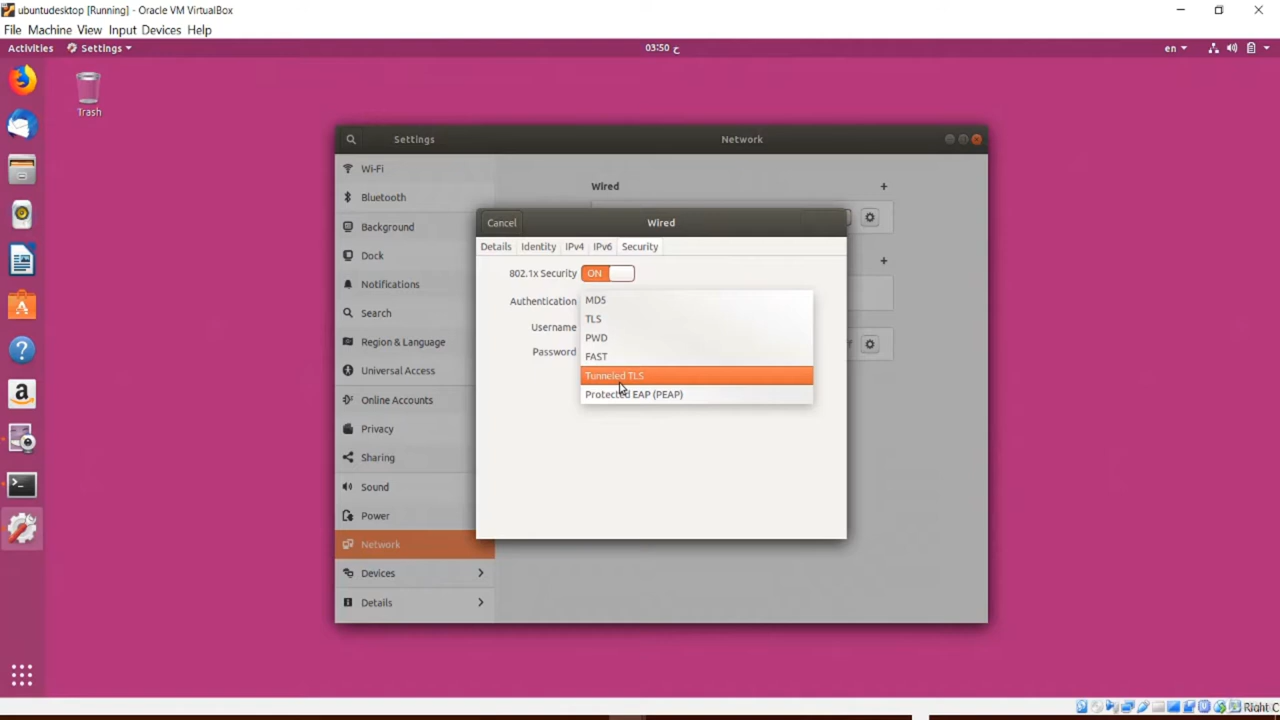 ubuntudesktop [Running] - Oracle VM VirtualBox
File Machine View Input Devices Help
Activities Settings 03:50 ح en
Trash
Settings Network
Wi-Fi
Bluetooth
Background
Dock
Notifications
Search
Region & Language
Universal Access
Online Accounts
Privacy
Sharing
Sound
Power
Network
Devices
Details
Wired
Cancel Wired
Details Identity IPv4 IPv6 Security
802.1x Security ON
Authentication
Username
Password
MD5
TLS
PWD
FAST
Tunneled TLS
Protected EAP (PEAP)
Right C